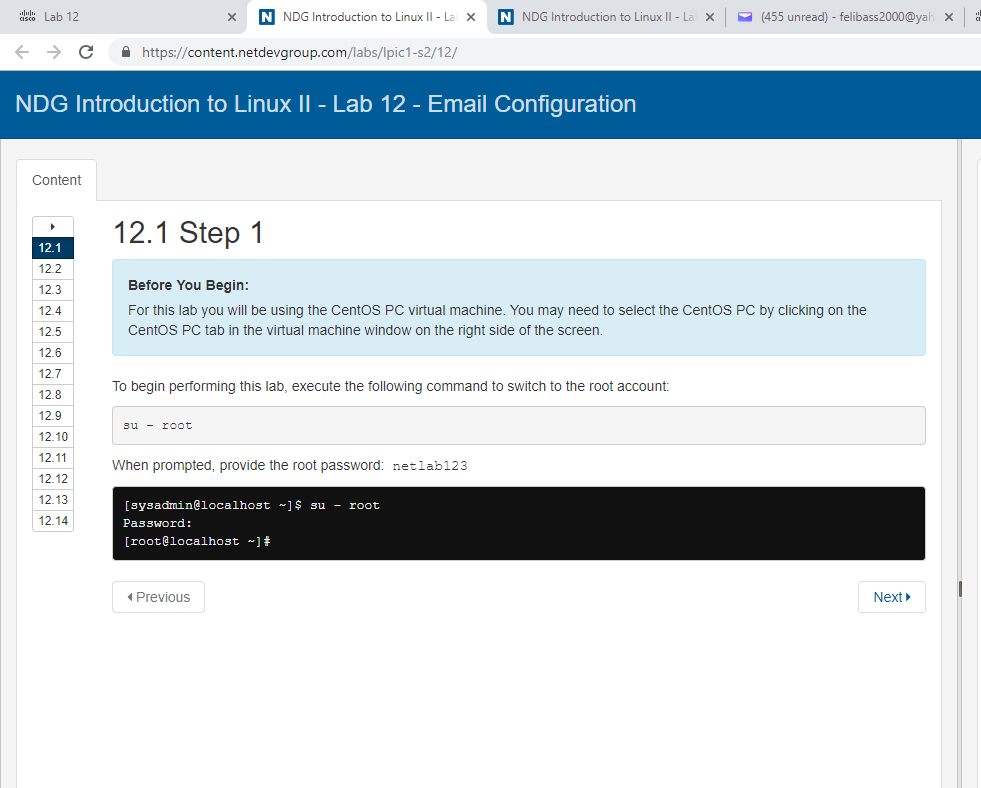 Lab 12
NDG Introduction to Linux II - La
NDG Introduction to Linux II - La
(455 unread) - felibass2000@yah
https://content.netdevgroup.com/labs/lpic1-s2/12/
NDG Introduction to Linux II - Lab 12 - Email Configuration
Content
12.1
12.2
12.3
12.4
12.5
12.6
12.7
12.8
12.9
12.10
12.11
12.12
12.13
12.14
12.1 Step 1
Before You Begin:
For this lab you will be using the CentOS PC virtual machine. You may need to select the CentOS PC by clicking on the
CentOS PC tab in the virtual machine window on the right side of the screen.
To begin performing this lab, execute the following command to switch to the root account:
su - root
When prompted, provide the root password: netlab123
[sysadmin@localhost ~]$ su - root
Password:
[root@localhost ~]#
Previous
Next